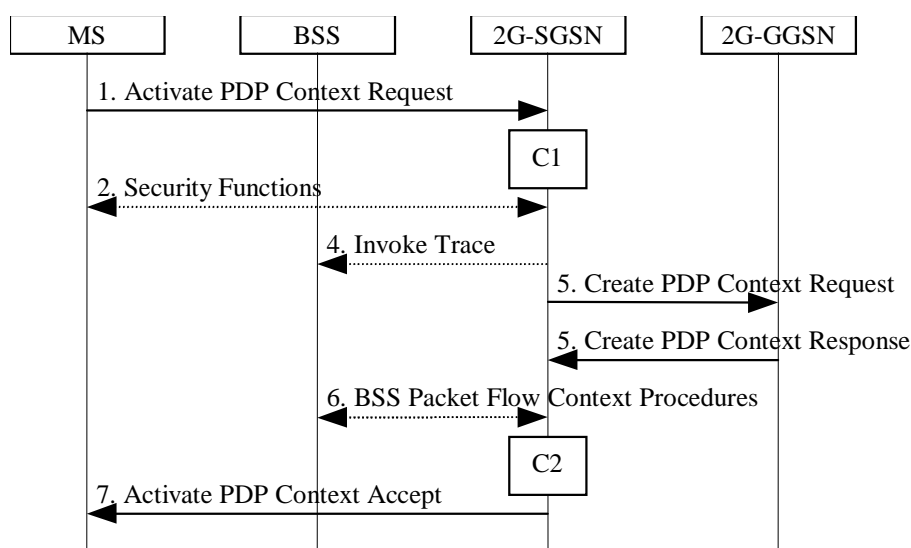 MS BSS 2G-SGSN 2G-GGSN
1. Activate PDP Context Request
C1
2. Security Functions
4. Invoke Trace
5. Create PDP Context Request
5. Create PDP Context Response
6. BSS Packet Flow Context Procedures
C2
7. Activate PDP Context Accept